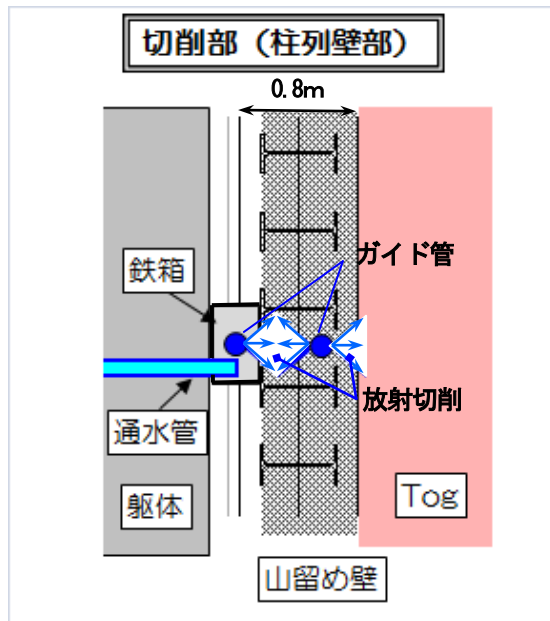 切削部（柱列壁部）
0.8m
ガイド管
鉄箱
放射切削
通水管
躯体
Tog
山留め壁